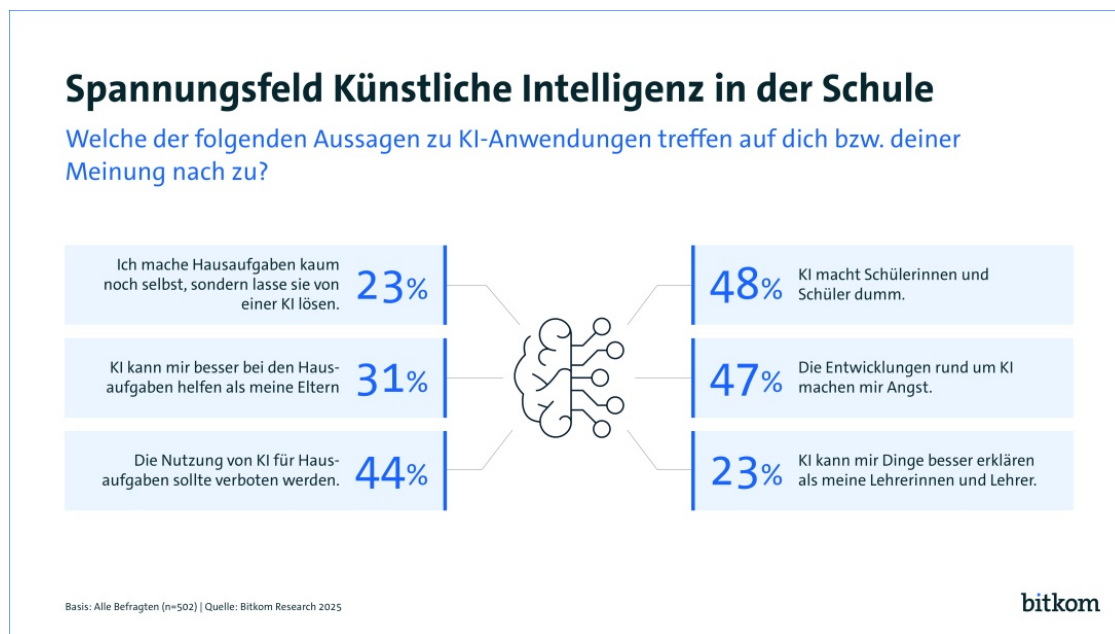 Spannungsfeld Künstliche Intelligenz in der Schule
Welche der folgenden Aussagen zu KI-Anwendungen treffen auf dich bzw. deiner
Meinung nach zu?
Ich mache Hausaufgaben kaum
noch selbst, sondern lasse sie von
einer KI lösen.
23%
KI kann mir besser bei den Haus-
aufgaben helfen als meine Eltern
31%
Die Nutzung von KI für Haus-
aufgaben sollte verboten werden.
44%
48%
KI macht Schülerinnen und
Schüler dumm.
47%
Die Entwicklungen rund um KI
machen mir Angst.
23%
KI kann mir Dinge besser erklären
als meine Lehrerinnen und Lehrer.
Basis: Alle Befragten (n=502) | Quelle: Bitkom Research 2025
bitkom